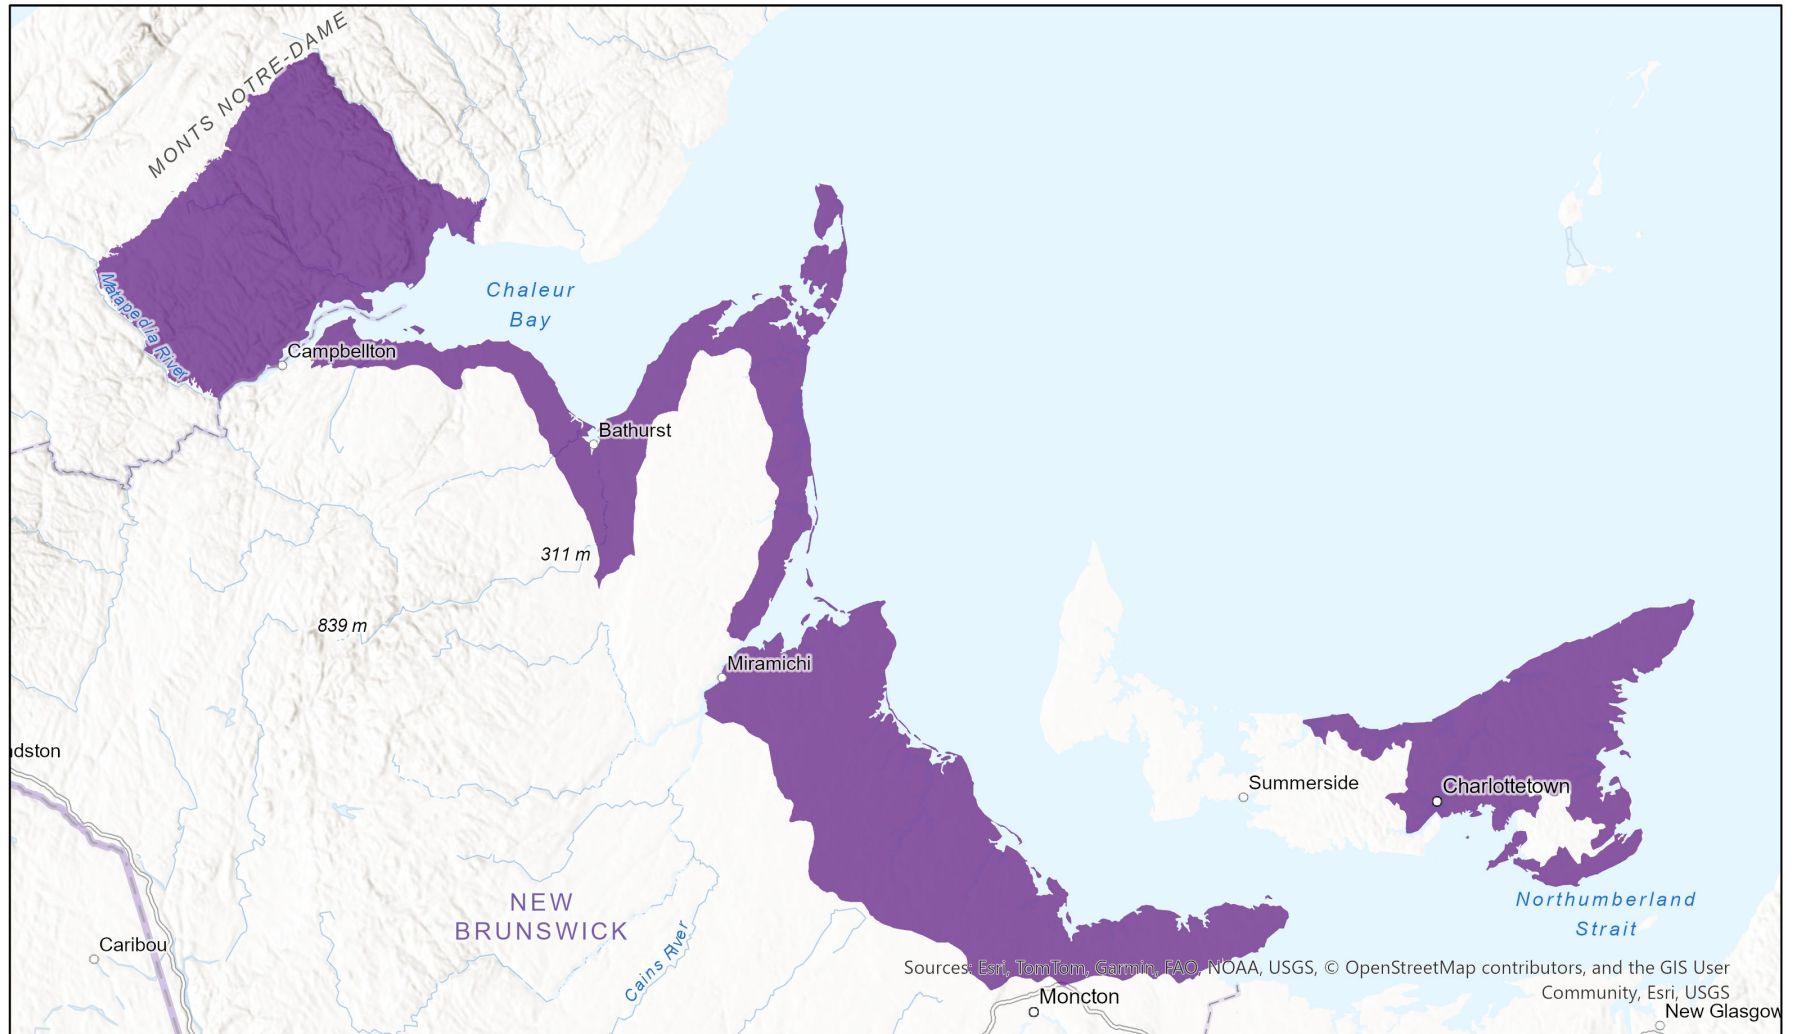 MONTS NOTRE-DAME
Matapedia River
Chaleur
Bay
Campbellton
Bathurst
311 m
839 m
Miramichi
ndston
Summerside
Charlottetown
NEW
BRUNSWICK
Northumberland
Strait
Caribou
Cains River
Sources: Esri, TomTom, Garmin, FAO, NOAA, USGS, © OpenStreetMap contributors, and the GIS User
Community, Esri, USGS
Moncton
New Glasgow